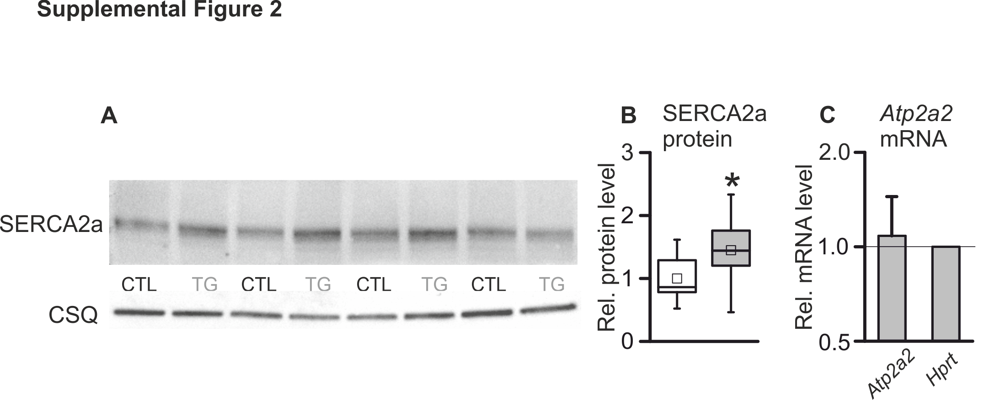 Supplemental Figure 2
A
SERCA2a
CTL TG CTL TG CTL TG CTL TG
CSQ
B SERCA2a
protein
Rel. protein level
3
2
1
0
*
C Atp2a2
mRNA
Rel. mRNA level
2.0
1.0
0.5
Atp2a2
Hprt